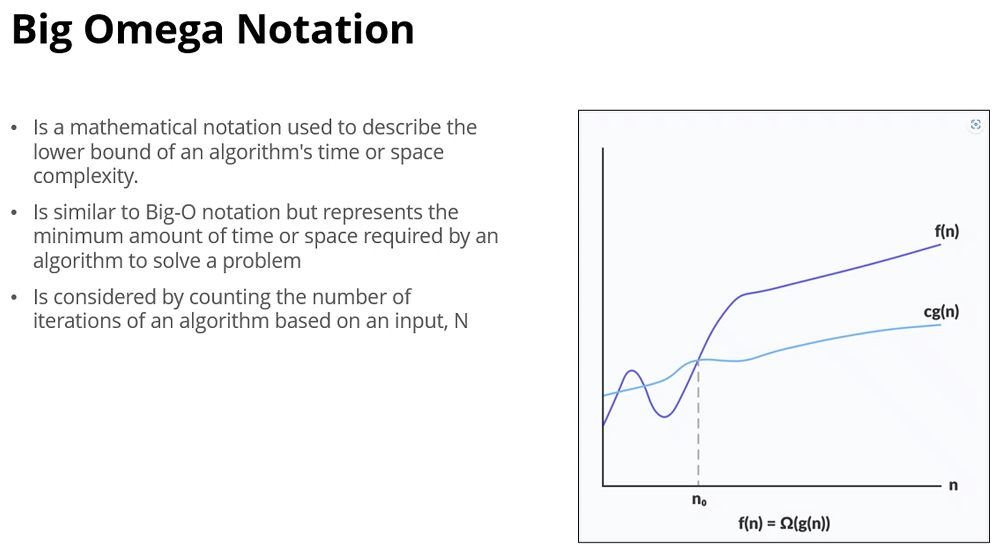 Big Omega Notation
• Is a mathematical notation used to describe the
lower bound of an algorithm's time or space
complexity.
• Is similar to Big-O notation but represents the
minimum amount of time or space required by an
algorithm to solve a problem
• Is considered by counting the number of
iterations of an algorithm based on an input, N
f(n)
cg(n)
n
n₀
f(n) = Ω(g(n))